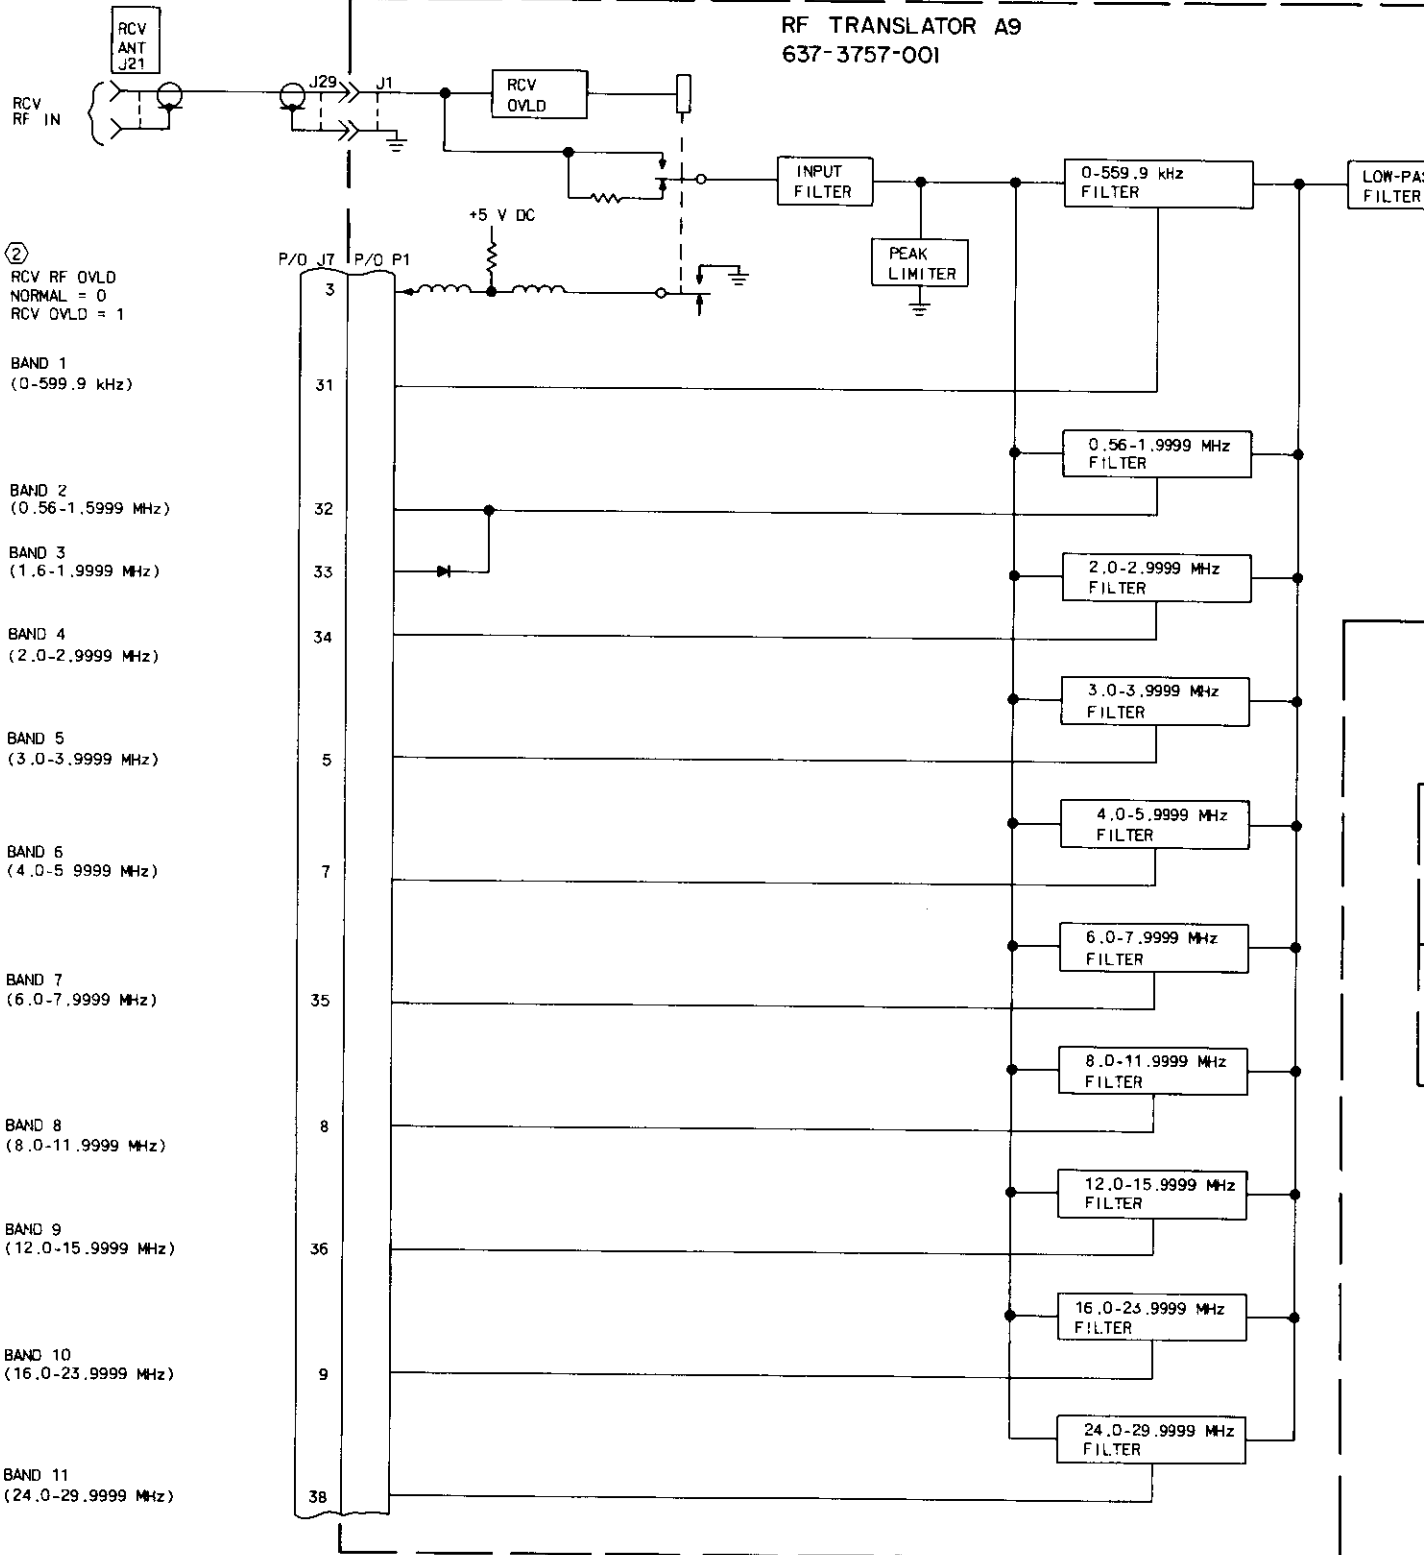 RF TRANSLATOR A9
637-3757-001
RCV
ANT
J21
RCV
RF IN
J29
J1
RCV
OVLD
INPUT
FILTER
0-559.9 kHz
FILTER
LOW-PAS
FILTER
PEAK
LIMITER
+5 V DC
P/O J7
P/O P1
2
RCV RF OVLD
NORMAL = 0
RCV OVLD = 1
3
BAND 1
(0-599.9 kHz)
31
0.56-1.9999 MHz
FILTER
BAND 2
(0.56-1.5999 MHz)
32
BAND 3
(1.6-1.9999 MHz)
33
2.0-2.9999 MHz
FILTER
BAND 4
(2.0-2.9999 MHz)
34
3.0-3.9999 MHz
FILTER
BAND 5
(3.0-3.9999 MHz)
5
4.0-5.9999 MHz
FILTER
BAND 6
(4.0-5 9999 MHz)
7
6.0-7.9999 MHz
FILTER
BAND 7
(6.0-7.9999 MHz)
35
8.0-11.9999 MHz
FILTER
BAND 8
(8.0-11.9999 MHz)
8
12.0-15.9999 MHz
FILTER
BAND 9
(12.0-15.9999 MHz)
36
16.0-23.9999 MHz
FILTER
BAND 10
(16.0-23.9999 MHz)
9
24.0-29.9999 MHz
FILTER
BAND 11
(24.0-29.9999 MHz)
38